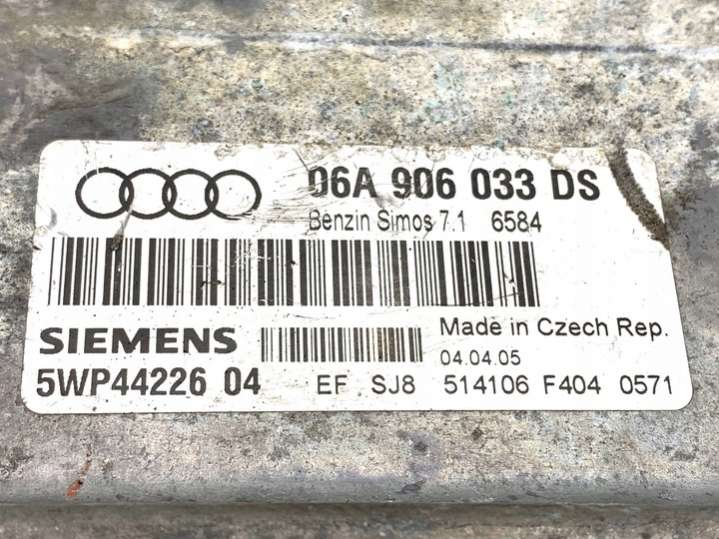 06A 906 033 DS
Benzin Simos 7.1 6584
SIEMENS
Made in Czech Rep.
04.04.05
5WP44226 04
EF SJ8 514106 F404 0571